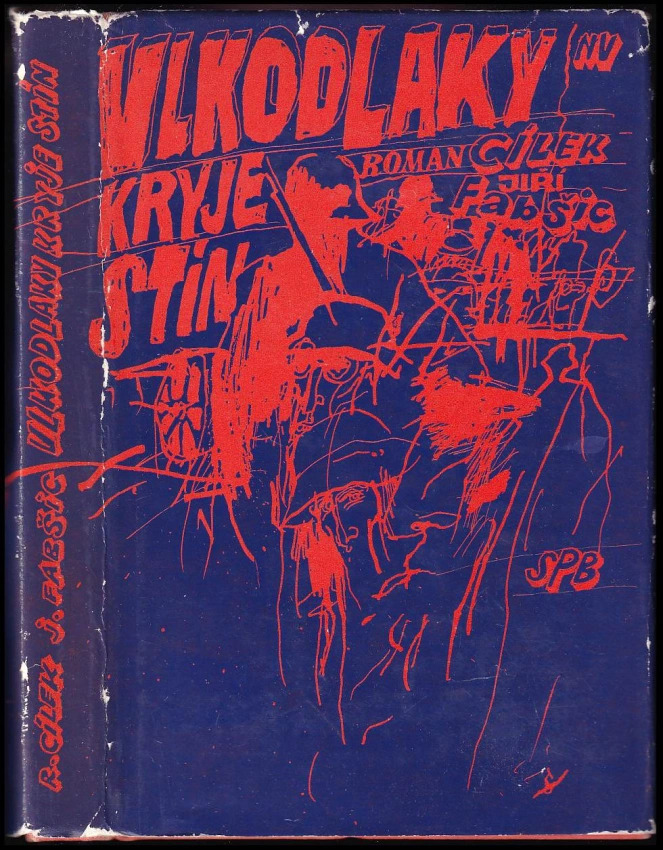 VLKODLAKY
NV
KRYJE
STÍN
ROMAN CÍLEK
JIŘÍ
Fabšic
SPB
R. CÍLEK J. FABŠIC VLKODLAKY KRYJE STÍN